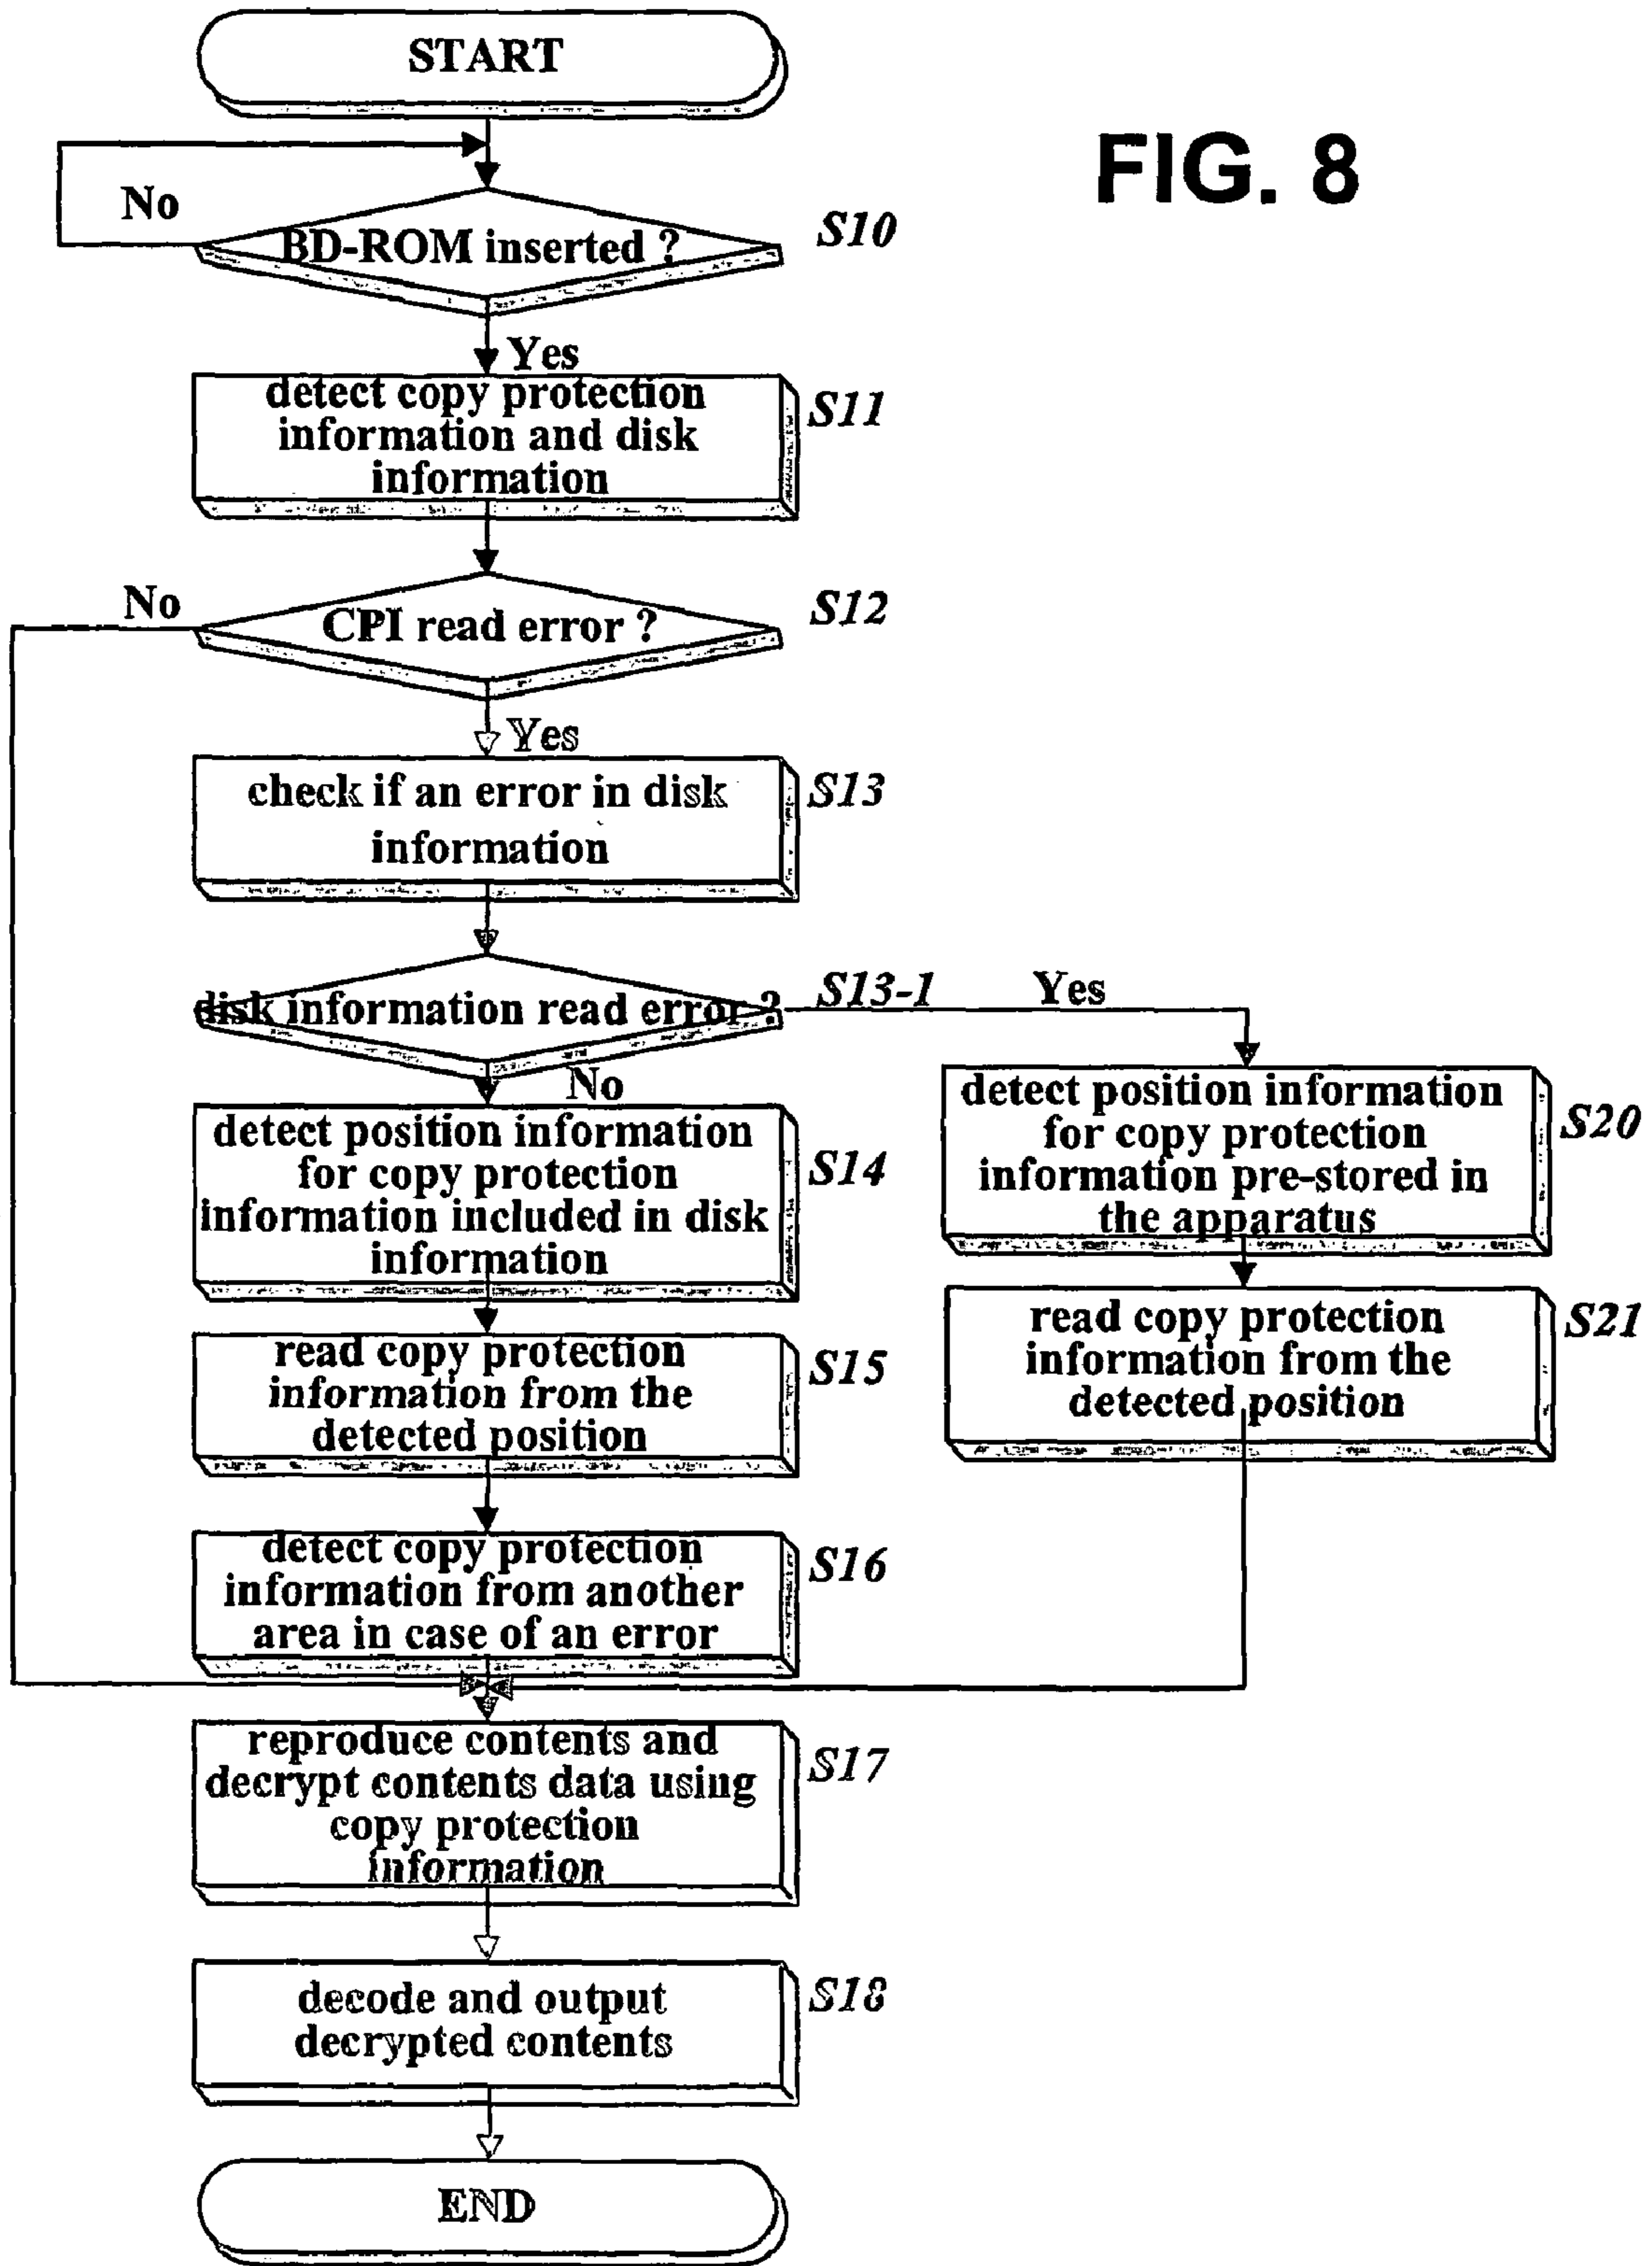 START
FIG. 8
No
BD-ROM inserted ?
S10
Yes
detect copy protection
information and disk
information
S11
No
CPI read error ?
S12
Yes
check if an error in disk
information
S13
disk information read error ?
S13-1
Yes
No
detect position information
for copy protection
information included in disk
information
S14
detect position information
for copy protection
information pre-stored in
the apparatus
S20
read copy protection
information from the
detected position
S15
read copy protection
information from the
detected position
S21
detect copy protection
information from another
area in case of an error
S16
reproduce contents and
decrypt contents data using
copy protection
information
S17
decode and output
decrypted contents
S18
END